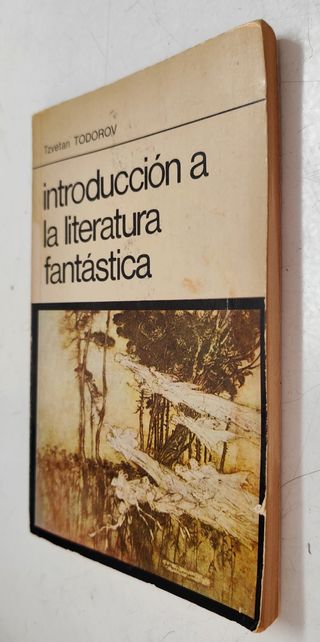 Tzvetan TODOROV
introducción a
la literatura
fantástica